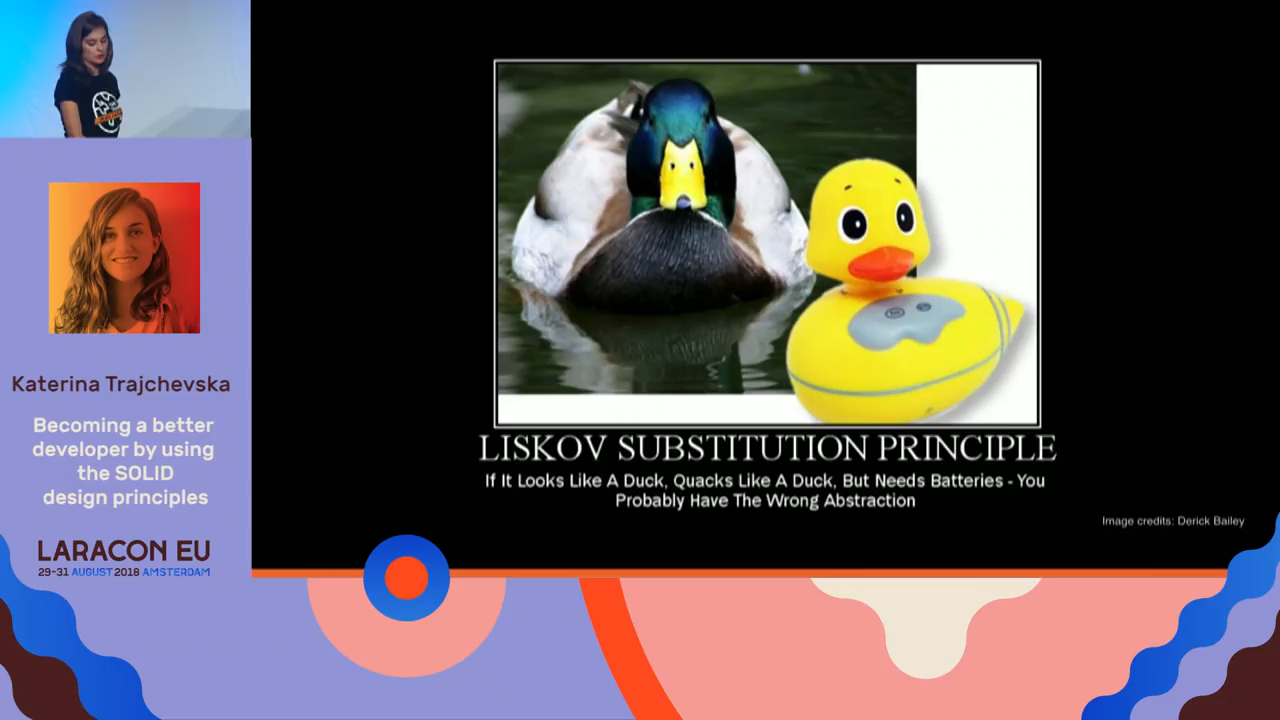 Katerina Trajchevska
Becoming a better
developer by using
the SOLID
design principles
LARACON EU
29-31 AUGUST 2018 AMSTERDAM
LISKOV SUBSTITUTION PRINCIPLE
If It Looks Like A Duck, Quacks Like A Duck, But Needs Batteries - You
Probably Have The Wrong Abstraction
Image credits: Derick Bailey